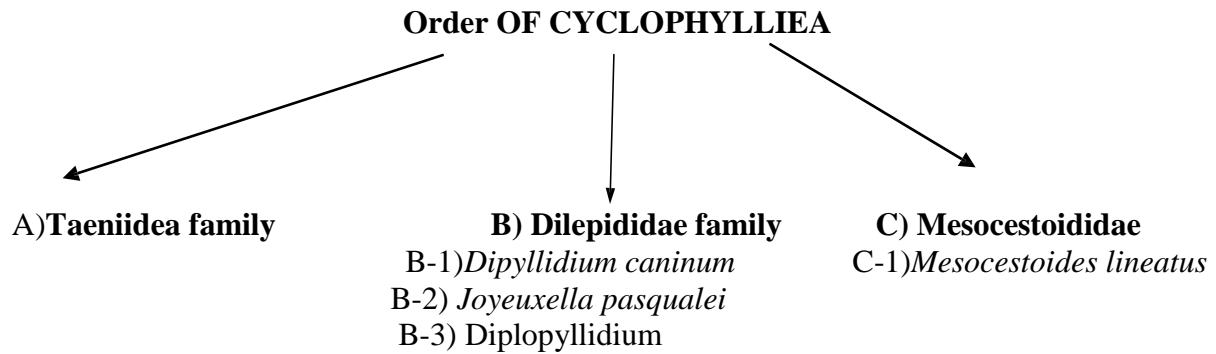 Order OF CYCLOPHYLLIEA
A)Taeniidea family
B) Dilepididae family
C) Mesocestoididae
B-1)Dipyllidium caninum
C-1)Mesocestoides lineatus
B-2) Joyeuxella pasqualei
B-3) Diplopyllidium